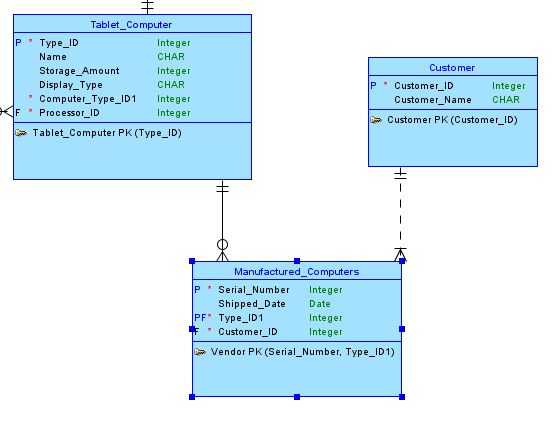 Tablet_Computer
P * Type_ID Integer
Name CHAR
Storage_Amount Integer
Display_Type CHAR
* Computer_Type_ID1 Integer
F * Processor_ID Integer
Tablet_Computer PK (Type_ID)
Customer
P * Customer_ID Integer
Customer_Name CHAR
Customer PK (Customer_ID)
Manufactured_Computers
P * Serial_Number Integer
Shipped_Date Date
PF* Type_ID1 Integer
F * Customer_ID Integer
Vendor PK (Serial_Number, Type_ID1)